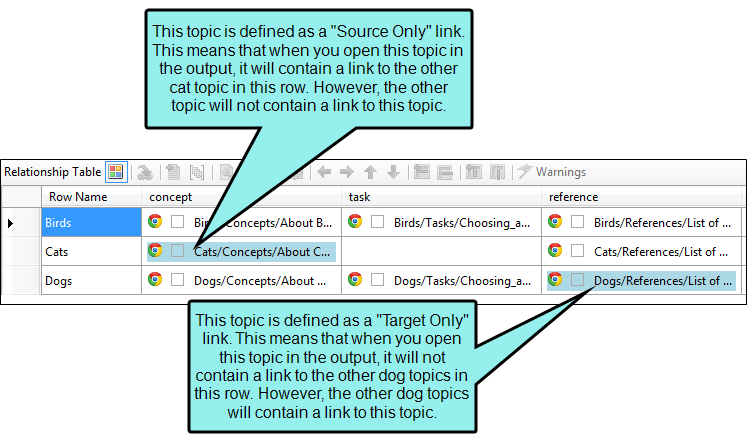 This topic is defined as a "Source Only" link.
This means that when you open this topic in
the output, it will contain a link to the other
cat topic in this row. However, the other
topic will not contain a link to this topic.
Relationship Table Warnings
Row Name concept task reference
Birds Concepts/About B... Birds/Tasks/Choosing_a... Birds/References/List of ...
Cats Cats/Concepts/About C... Cats/References/List of ...
Dogs Dogs/Concepts/About ... Dogs/Tasks/Choosing_a... Dogs/References/List of ...
This topic is defined as a "Target Only"
link. This means that when you open
this topic in the output, it will not
contain a link to the other dog topics in
this row. However, the other dog topics
will contain a link to this topic.